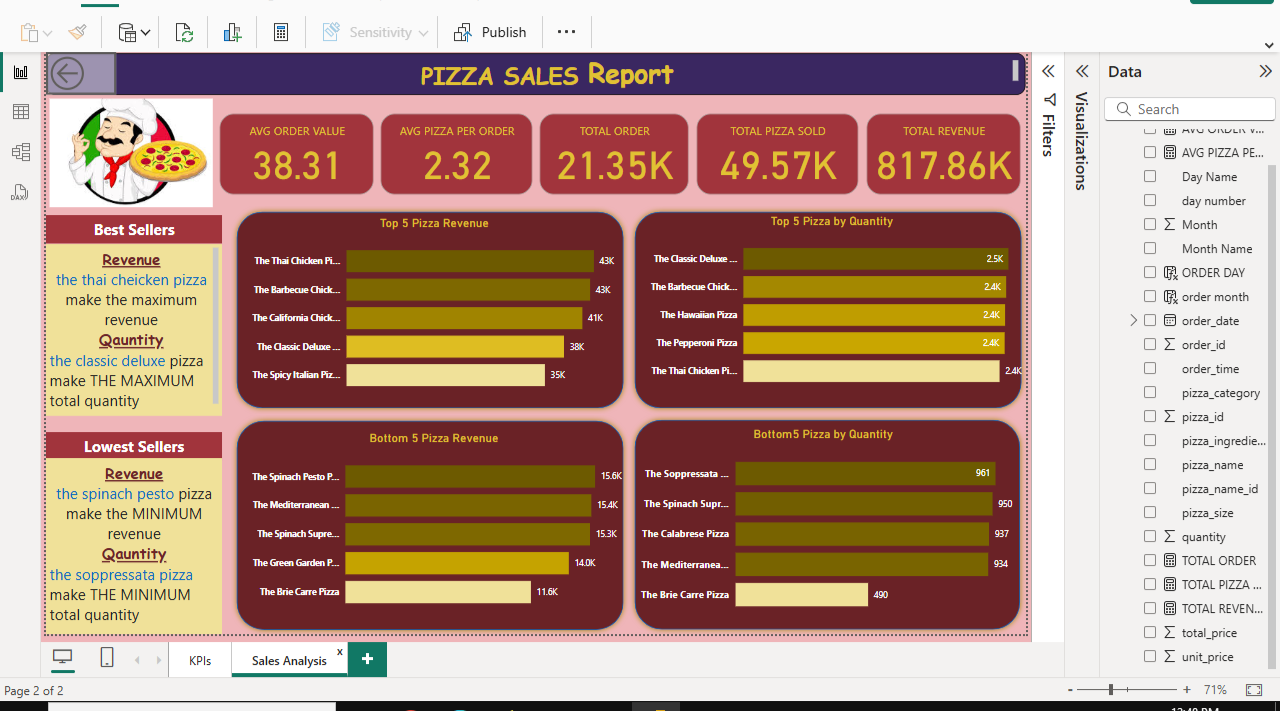 Sensitivity
Publish
PIZZA SALES Report
AVG ORDER VALUE
38.31
AVG PIZZA PER ORDER
2.32
TOTAL ORDER
21.35K
TOTAL PIZZA SOLD
49.57K
TOTAL REVENUE
817.86K
Best Sellers
Revenue
the thai cheicken pizza
make the maximum
revenue
Qauntity
the classic deluxe pizza
make THE MAXIMUM
total quantity
Lowest Sellers
Revenue
the spinach pesto pizza
make the MINIMUM
revenue
Qauntity
the soppressata pizza
make THE MINIMUM
total quantity
Top 5 Pizza Revenue
The Thai Chicken Pi... 43K
The Barbecue Chick... 43K
The California Chick... 41K
The Classic Deluxe ... 38K
The Spicy Italian Piz... 35K
Top 5 Pizza by Quantity
The Classic Deluxe ... 2.5K
The Barbecue Chick... 2.4K
The Hawaiian Pizza 2.4K
The Pepperoni Pizza 2.4K
The Thai Chicken Pi... 2.4K
Bottom 5 Pizza Revenue
The Spinach Pesto P... 15.6K
The Mediterranean ... 15.4K
The Spinach Supre... 15.3K
The Green Garden P... 14.0K
The Brie Carre Pizza 11.6K
Bottom5 Pizza by Quantity
The Soppressata ... 961
The Spinach Supr... 950
The Calabrese Pizza 937
The Mediterranea... 934
The Brie Carre Pizza 490
Filters
Visualizations
Data
Search
AVG ORDER V...
AVG PIZZA PE...
Day Name
day number
Month
Month Name
ORDER DAY
order month
order_date
order_id
order_time
pizza_category
pizza_id
pizza_ingredie...
pizza_name
pizza_name_id
pizza_size
quantity
TOTAL ORDER
TOTAL PIZZA ...
TOTAL REVEN...
total_price
unit_price
KPIs
Sales Analysis
x
Page 2 of 2
71%